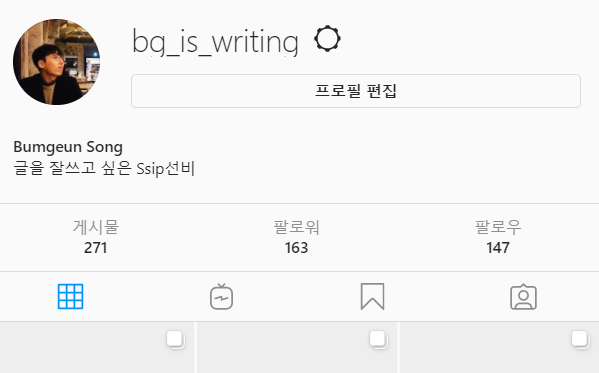 bg_is_writing
프로필 편집
Bumgeun Song
글을 잘쓰고 싶은 Ssip선비
게시물 팔로워 팔로우
271 163 147